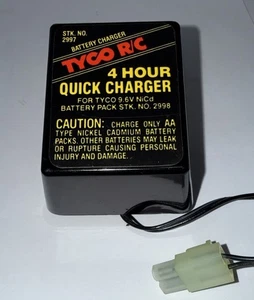 STK. NO.
2997
BATTERY CHARGER
TYCO R/C
4 HOUR
QUICK CHARGER
FOR TYCO 9.6V NiCd
BATTERY PACK STK. NO. 2998
CAUTION: CHARGE ONLY AA
TYPE NICKEL CADMIUM BATTERY
PACKS. OTHER BATTERIES MAY LEAK
OR RUPTURE CAUSING PERSONAL
INJURY AND DAMAGE.